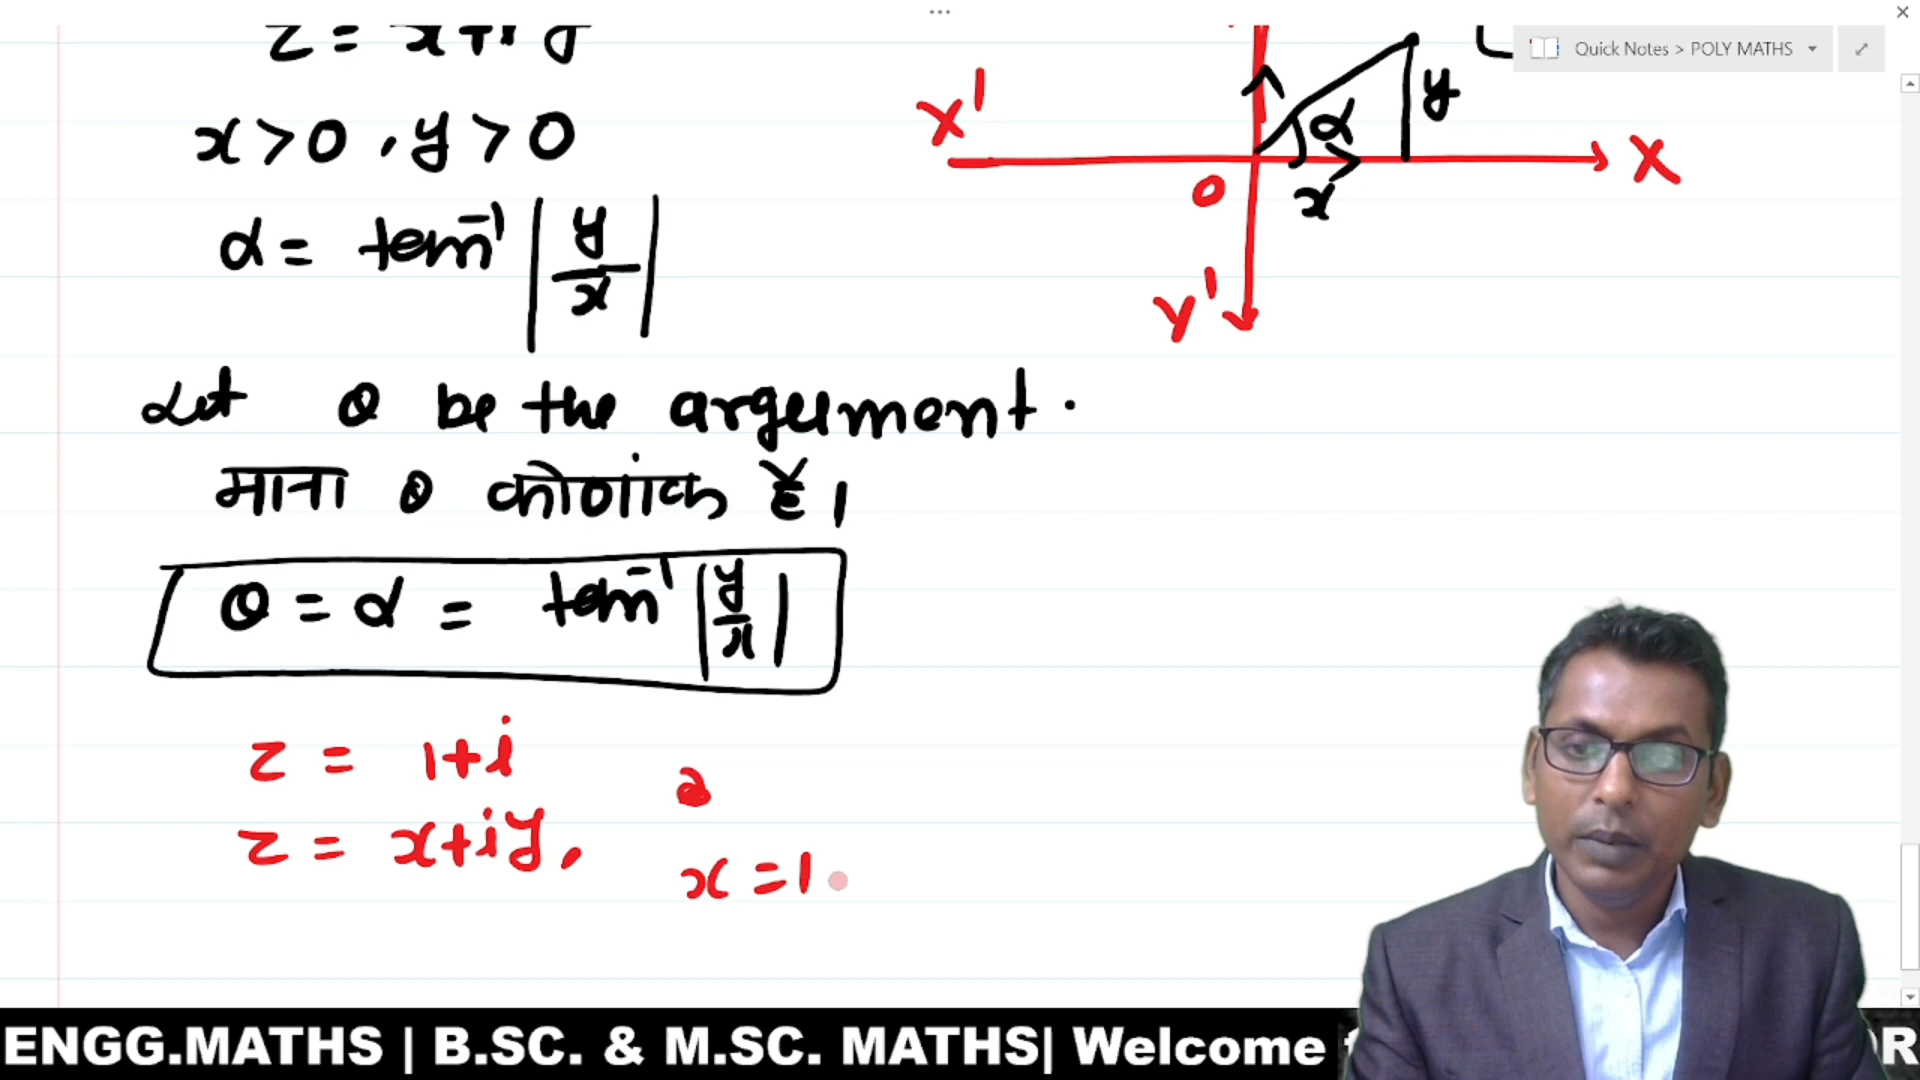 z = x + iy
x > 0 , y > 0
α = tan⁻¹ | y/x |
Let θ be the argument .
माना θ कोणांक है ।
θ = α = tan⁻¹ | y/x |
z = 1 + i
z = x + iy ,
x = 1
X'
X
O
x
y
α
Y'
Quick Notes > POLY MATHS
ENGG.MATHS | B.SC. & M.SC. MATHS| Welcome